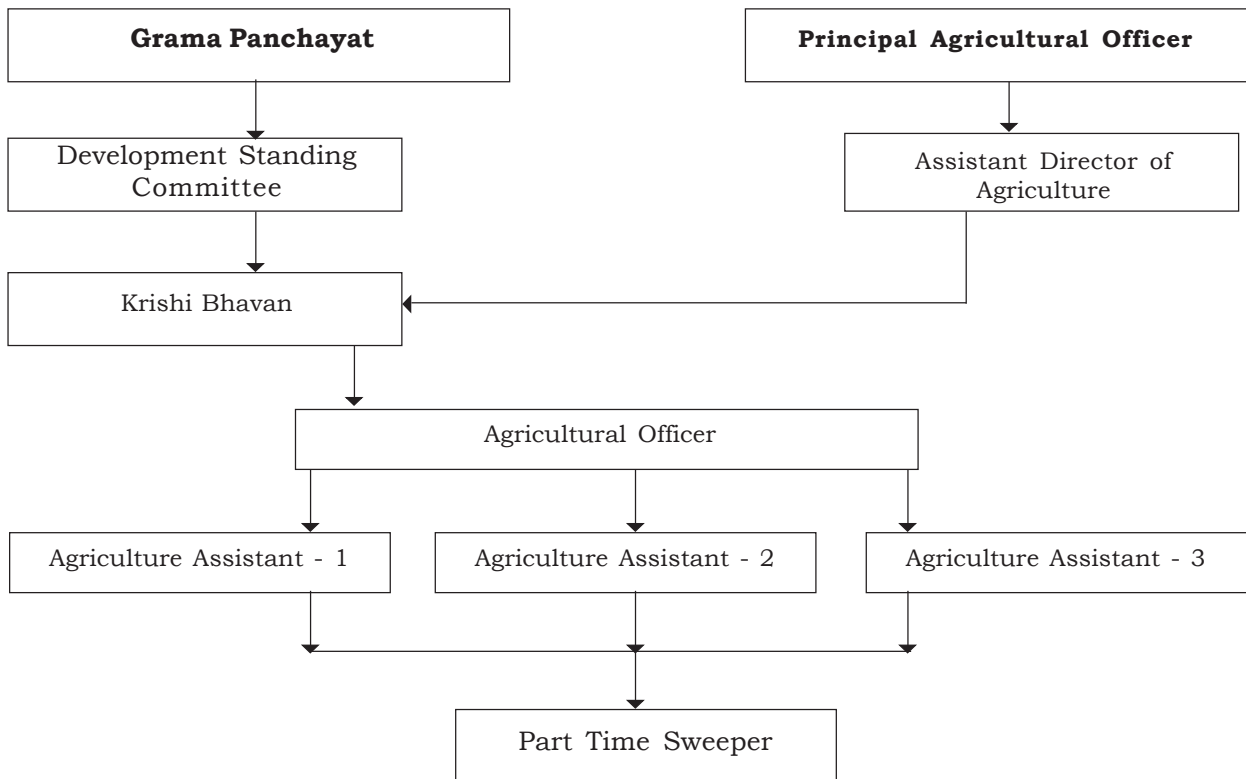 Grama Panchayat
Principal Agricultural Officer
Development Standing
Committee
Assistant Director of
Agriculture
Krishi Bhavan
Agricultural Officer
Agriculture Assistant - 1
Agriculture Assistant - 2
Agriculture Assistant - 3
Part Time Sweeper